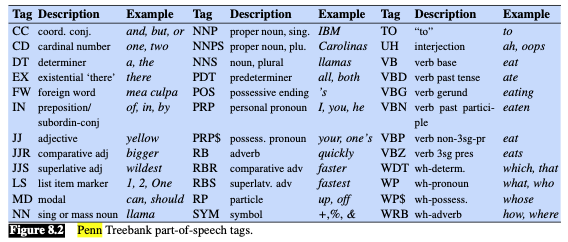 Tag Description Example Tag Description Example Tag Description Example
CC coord. conj. and, but, or NNP proper noun, sing. IBM TO “to” to
CD cardinal number one, two NNPS proper noun, plu. Carolinas UH interjection ah, oops
DT determiner a, the NNS noun, plural llamas VB verb base eat
EX existential ‘there’ there PDT predeterminer all, both VBD verb past tense ate
FW foreign word mea culpa POS possessive ending ’s VBG verb gerund eating
IN preposition/ of, in, by PRP personal pronoun I, you, he VBN verb past partici- eaten
subordin-conj ple
JJ adjective yellow PRP$ possess. pronoun your, one’s VBP verb non-3sg-pr eat
JJR comparative adj bigger RB adverb quickly VBZ verb 3sg pres eats
JJS superlative adj wildest RBR comparative adv faster WDT wh-determ. which, that
LS list item marker 1, 2, One RBS superlatv. adv fastest WP wh-pronoun what, who
MD modal can, should RP particle up, off WP$ wh-possess. whose
NN sing or mass noun llama SYM symbol +,%, & WRB wh-adverb how, where
Figure 8.2 Penn Treebank part-of-speech tags.